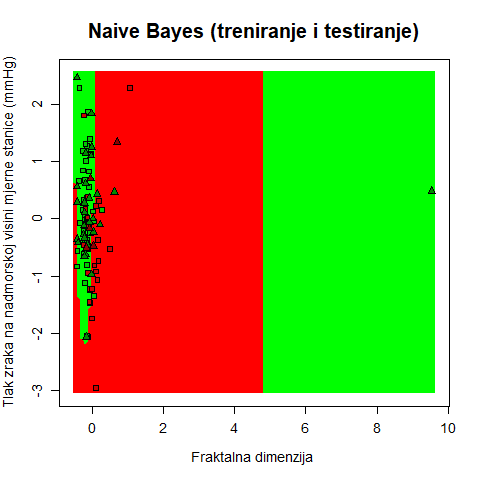 Naive Bayes (treniranje i testiranje)
Tlak zraka na nadmorskoj visini mjerne stanice (mmHg)
2
1
0
-1
-2
-3
0 2 4 6 8 10
Fraktalna dimenzija